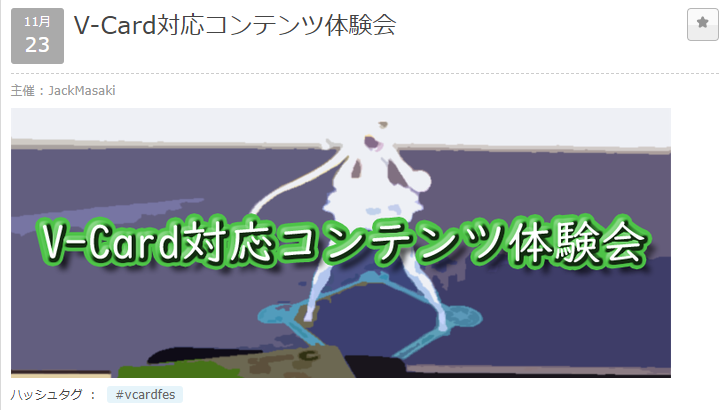 11月
23
V-Card対応コンテンツ体験会
主催：JackMasaki
V-Card対応コンテンツ体験会
ハッシュタグ ： #vcardfes